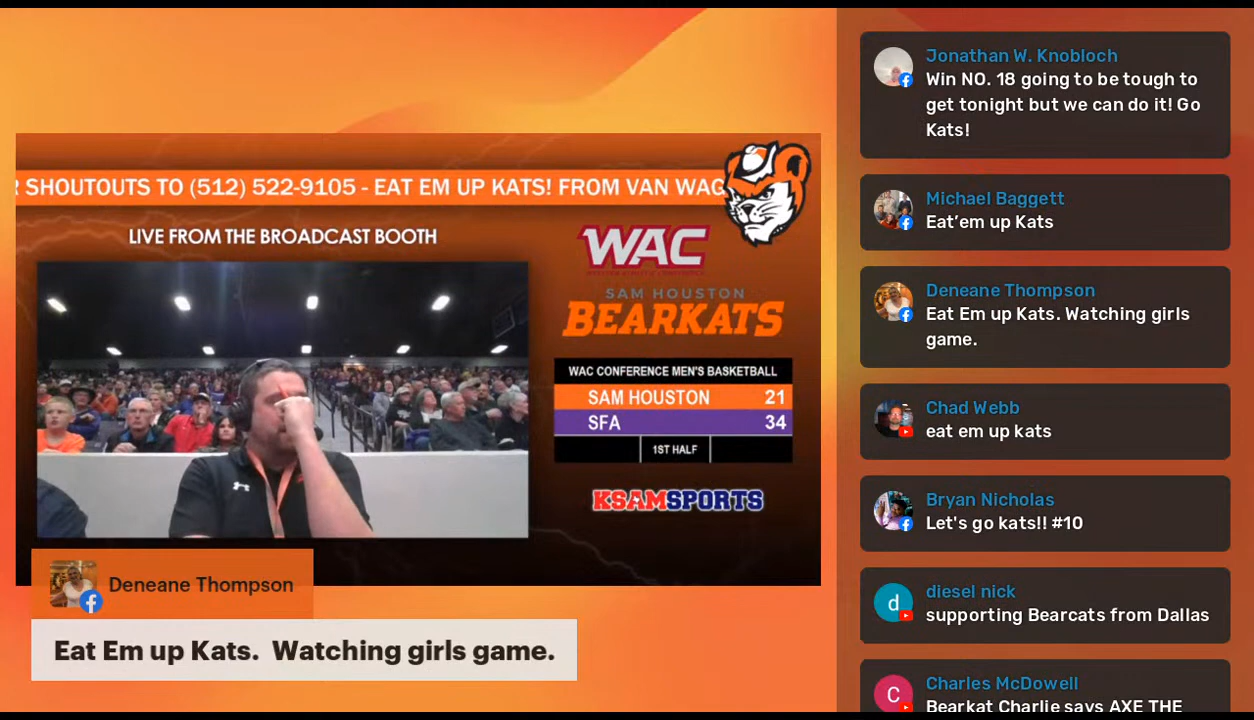 R SHOUTOUTS TO (512) 522-9105 - EAT EM UP KATS! FROM VAN WAG
LIVE FROM THE BROADCAST BOOTH
WAC
SAM HOUSTON
BEARKATS
WAC CONFERENCE MEN'S BASKETBALL
SAM HOUSTON 21
SFA 34
1ST HALF
KSAMSPORTS
Deneane Thompson
Eat Em up Kats. Watching girls game.
Jonathan W. Knobloch
Win NO. 18 going to be tough to
get tonight but we can do it! Go
Kats!
Michael Baggett
Eat’em up Kats
Deneane Thompson
Eat Em up Kats. Watching girls
game.
Chad Webb
eat em up kats
Bryan Nicholas
Let's go kats!! #10
d
diesel nick
supporting Bearcats from Dallas
C
Charles McDowell
Bearkat Charlie says AXE THE